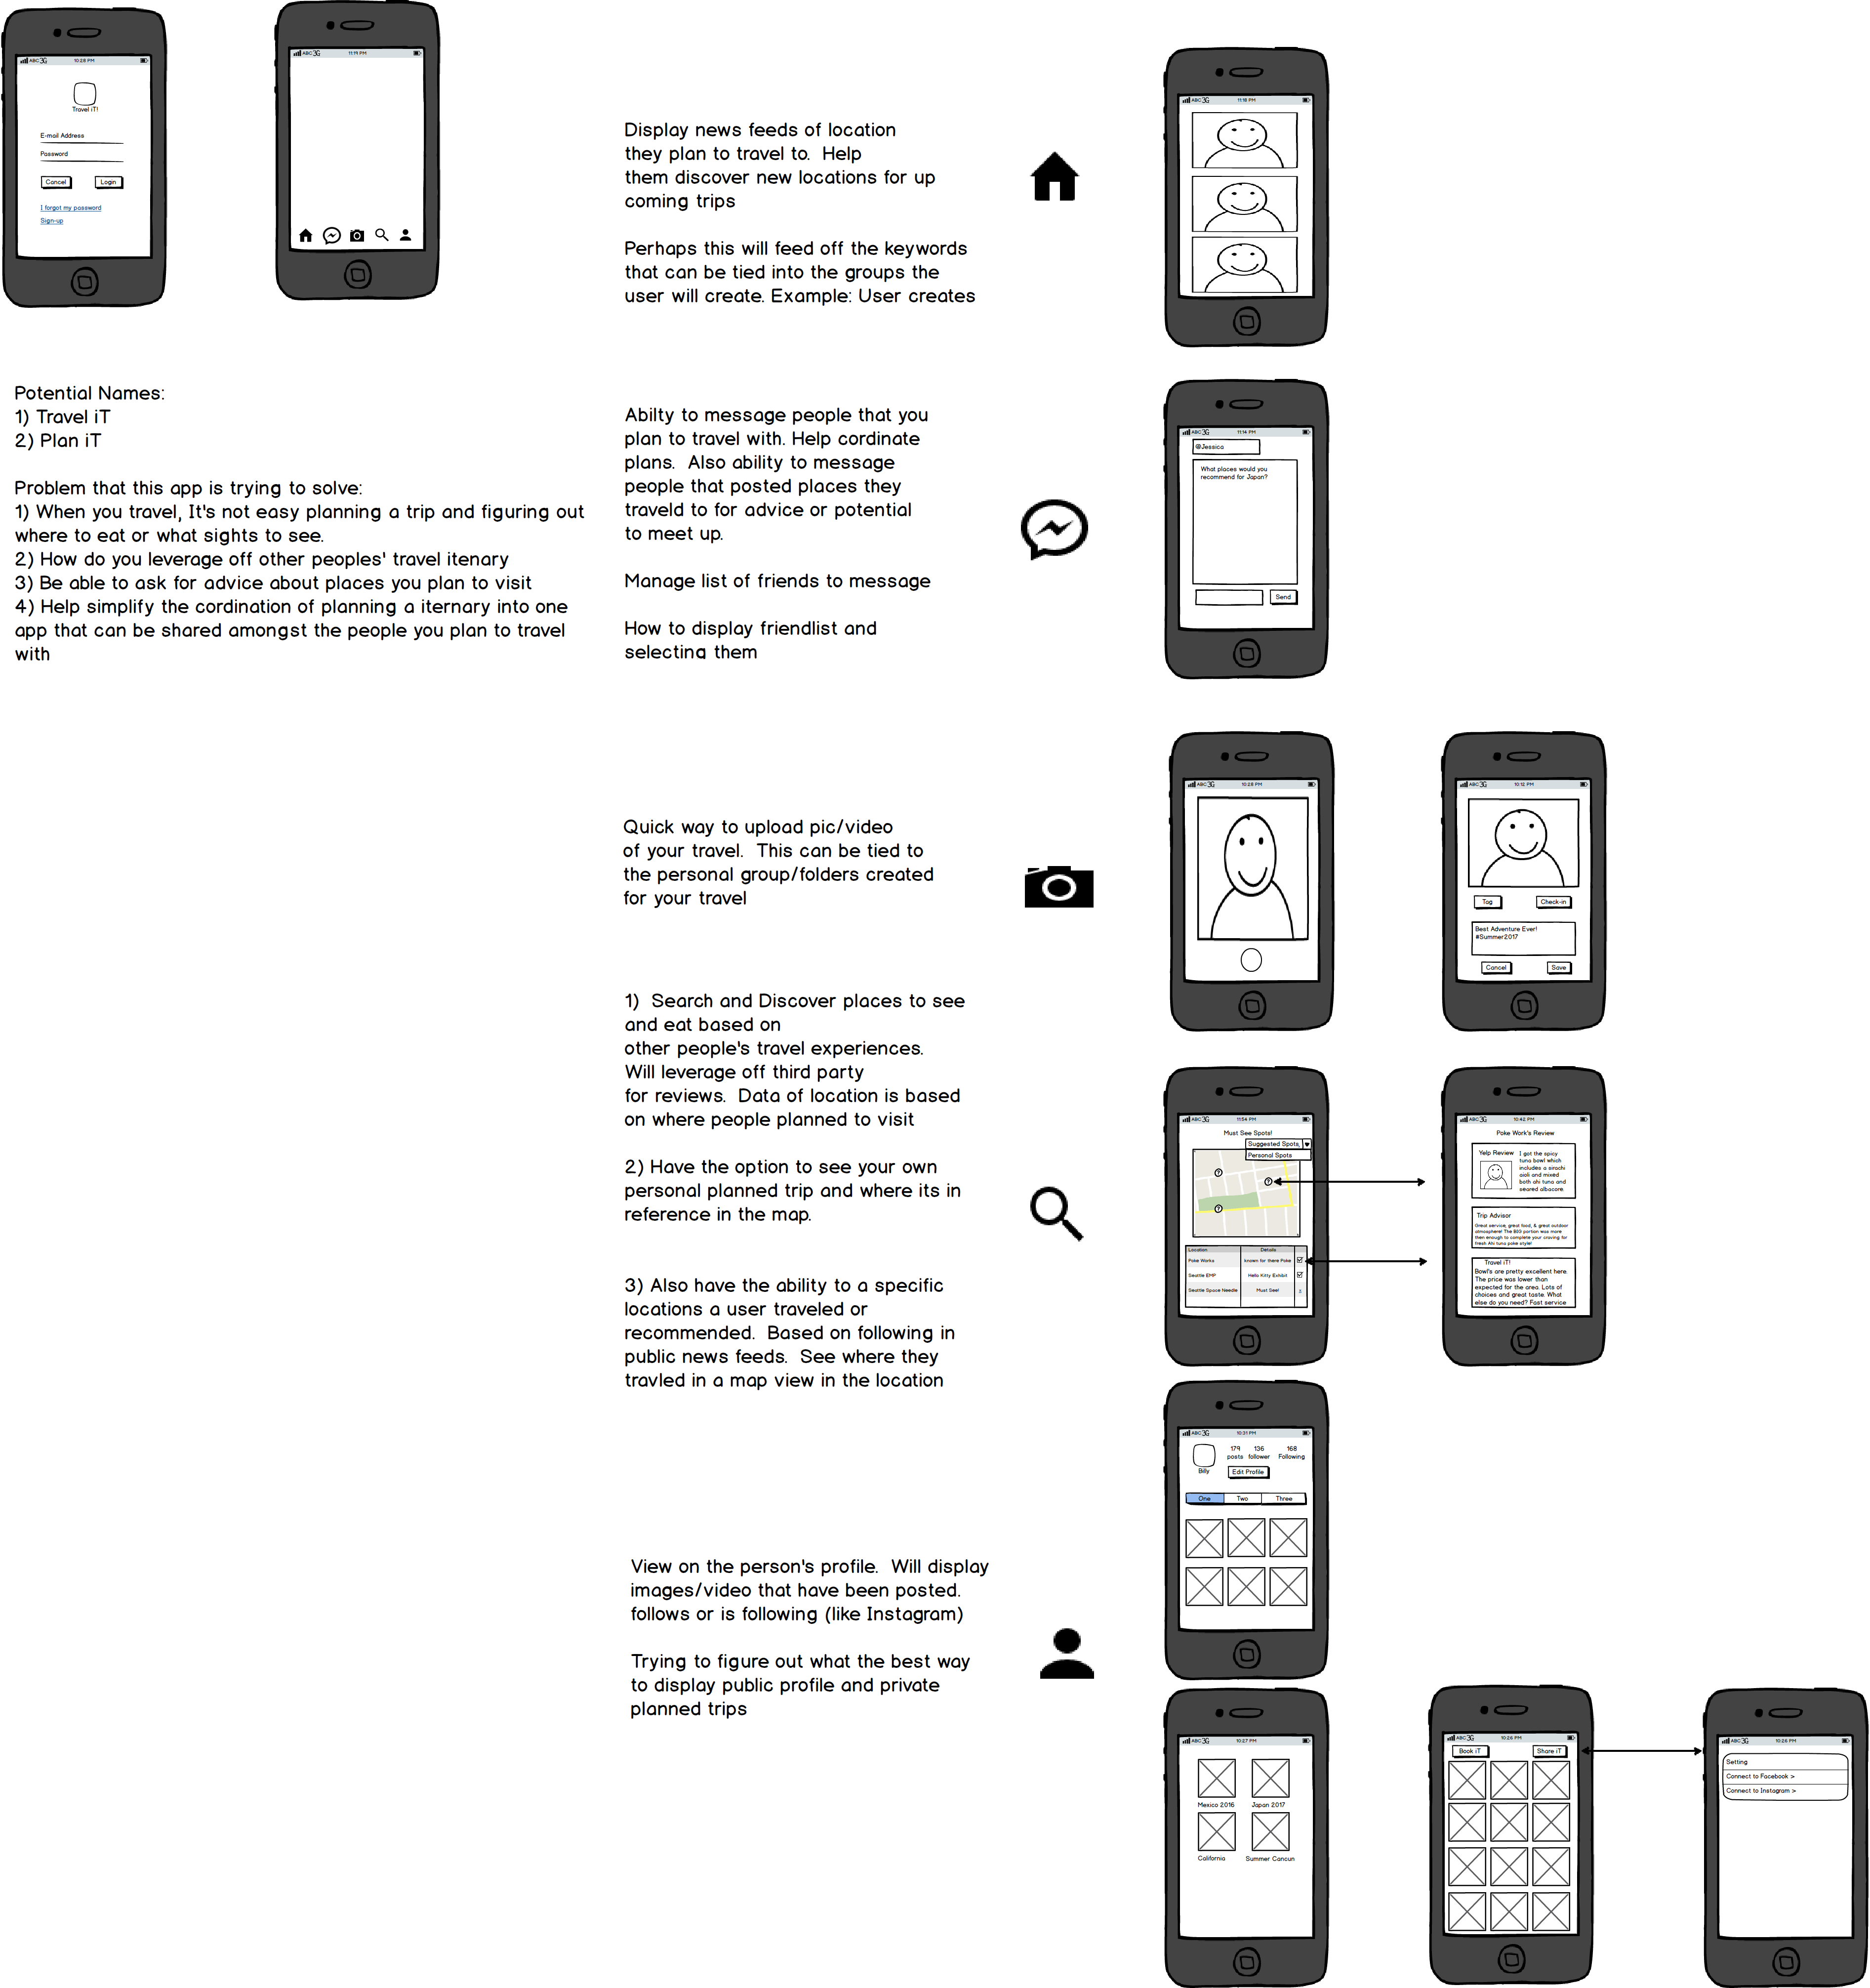 ABC 3G 10:28 PM
Travel iT!
E-mail Address
Password
Cancel Login
I forgot my password
Sign-up
ABC 3G 11:19 PM
Potential Names:
1) Travel iT
2) Plan iT
Problem that this app is trying to solve:
1) When you travel, It's not easy planning a trip and figuring out
where to eat or what sights to see.
2) How do you leverage off other peoples' travel itenary
3) Be able to ask for advice about places you plan to visit
4) Help simplify the cordination of planning a iternary into one
app that can be shared amongst the people you plan to travel
with
Display news feeds of location
they plan to travel to. Help
them discover new locations for up
coming trips
Perhaps this will feed off the keywords
that can be tied into the groups the
user will create. Example: User creates
ABC 3G 11:18 PM
Abilty to message people that you
plan to travel with. Help cordinate
plans. Also ability to message
people that posted places they
traveld to for advice or potential
to meet up.
Manage list of friends to message
How to display friendlist and
selecting them
ABC 3G 11:14 PM
@Jessica
What places would you
recommend for Japan?
Send
Quick way to upload pic/video
of your travel. This can be tied to
the personal group/folders created
for your travel
ABC 3G 10:28 PM
ABC 3G 10:12 PM
Tag Check-in
Best Adventure Ever!
#Summer2017
Cancel Save
1) Search and Discover places to see
and eat based on
other people's travel experiences.
Will leverage off third party
for reviews. Data of location is based
on where people planned to visit
2) Have the option to see your own
personal planned trip and where its in
reference in the map.
3) Also have the ability to a specific
locations a user traveled or
recommended. Based on following in
public news feeds. See where they
travled in a map view in the location
ABC 3G 11:54 PM
Must See Spots!
Suggested Spots,
Personal Spots
?
?
?
Location Details
Poke Works known for there Poke
Seattle EMP Hello Kitty Exhibit
Seattle Space Needle Must See!
ABC 3G 10:42 PM
Poke Work's Review
Yelp Review
I got the spicy
tuna bowl which
includes a sirachi
aioli and mixed
both ahi tuna and
seared albacore.
Trip Advisor
Great service, great food, & great outdoor
atmosphere! The BIG portion was more
then enough to complete your craving for
fresh Ahi tuna poke style!
Travel iT!
Bowl's are pretty excellent here.
The price was lower than
expected for the area. Lots of
choices and great taste. What
else do you need? Fast service
View on the person's profile. Will display
images/video that have been posted.
follows or is following (like Instagram)
Trying to figure out what the best way
to display public profile and private
planned trips
ABC 3G 10:31 PM
179 136 168
posts follower Following
Billy
Edit Profile
One Two Three
ABC 3G 10:27 PM
Mexico 2016 Japan 2017
California Summer Cancun
ABC 3G 10:26 PM
Book iT Share iT
ABC 3G 10:26 PM
Setting
Connect to Facebook >
Connect to Instagram >